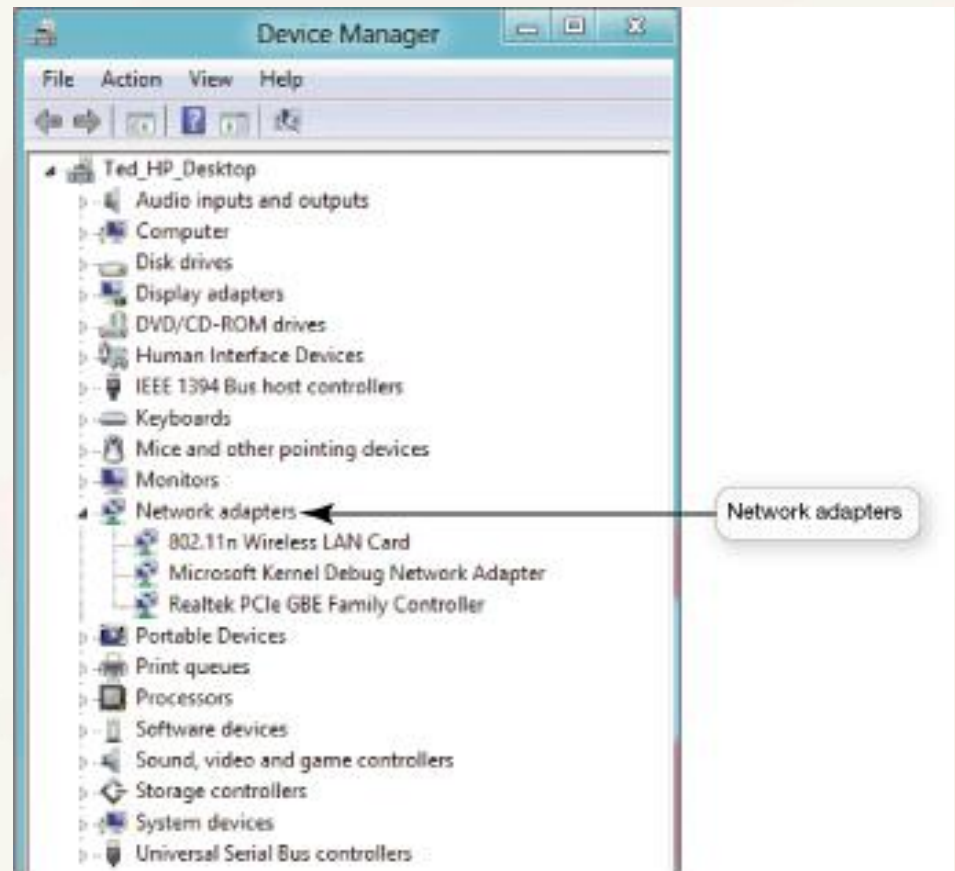 Device Manager
File Action View Help
Ted_HP_Desktop
Audio inputs and outputs
Computer
Disk drives
Display adapters
DVD/CD-ROM drives
Human Interface Devices
IEEE 1394 Bus host controllers
Keyboards
Mice and other pointing devices
Monitors
Network adapters
Network adapters
802.11n Wireless LAN Card
Microsoft Kernel Debug Network Adapter
Realtek PCIe GBE Family Controller
Portable Devices
Print queues
Processors
Software devices
Sound, video and game controllers
Storage controllers
System devices
Universal Serial Bus controllers